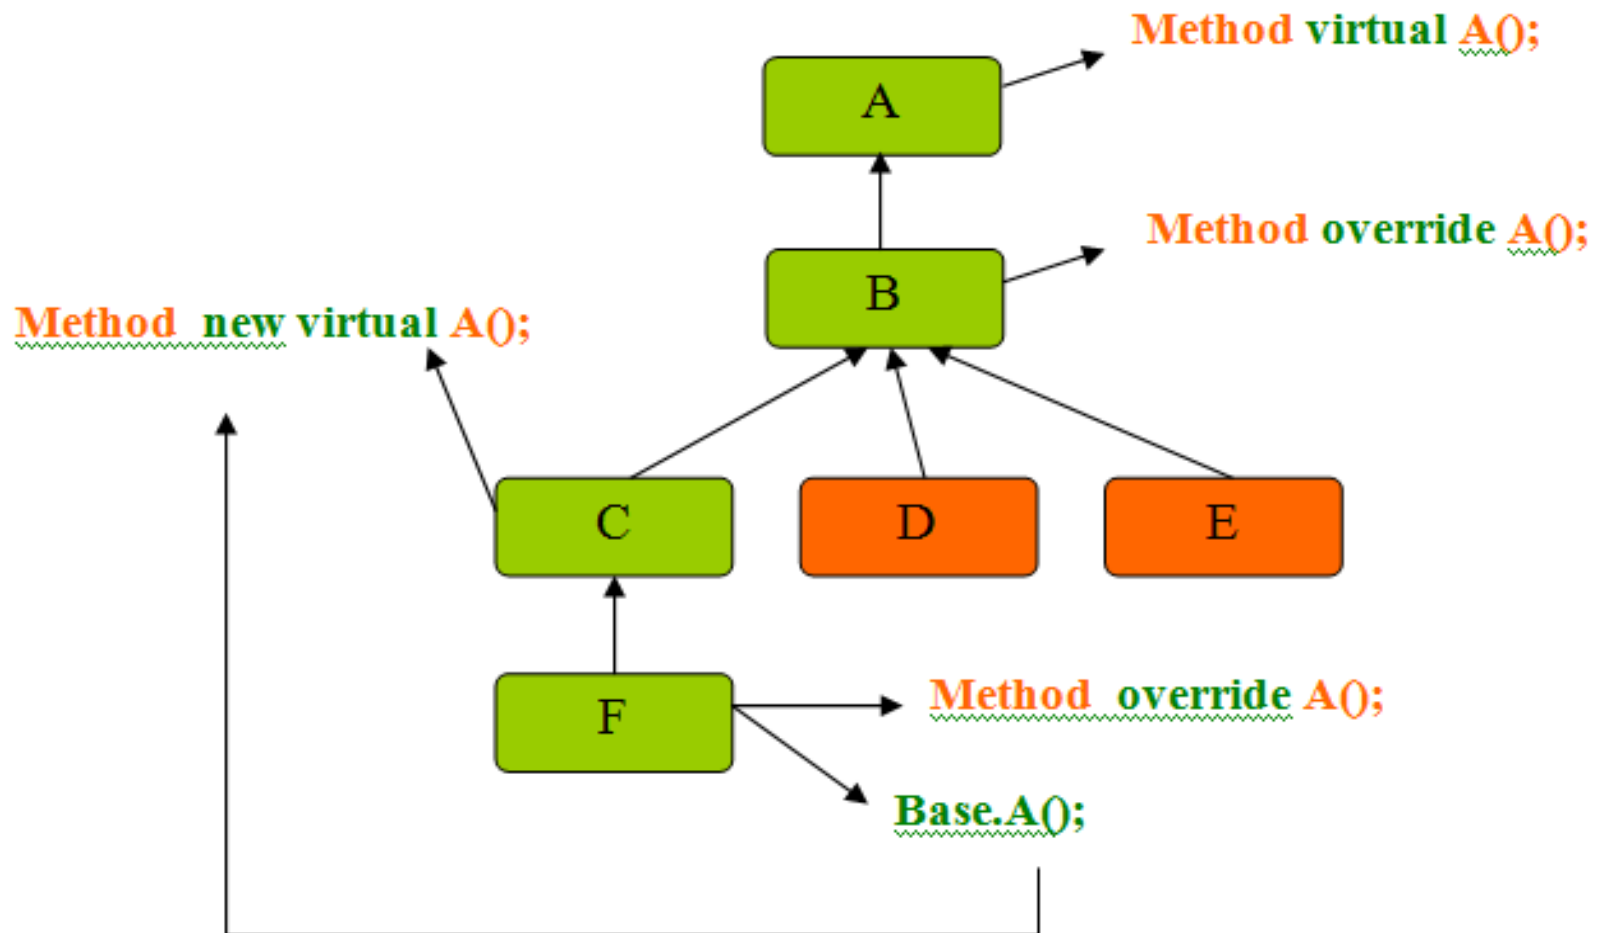 Method virtual A();
A
Method override A();
B
Method new virtual A();
C
D
E
F
Method override A();
Base.A();